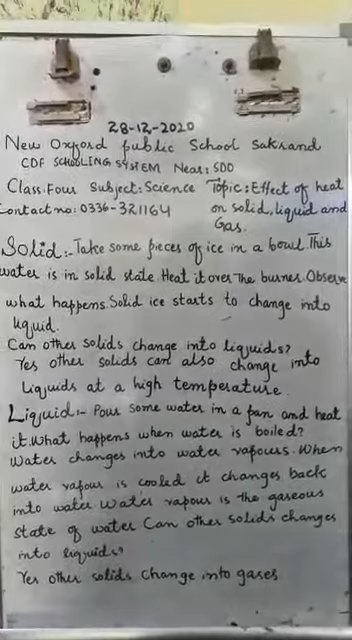 28-12-2020
New Oxford public School Sakrand
CDF SCHOOLING SYSTEM Near: SDO
Class: Four Subject: Science Topic: Effect of heat
Contact no: 0336-321164 on solid, liquid and
Gas.
Solid:- Take some pieces of ice in a bowl. This
water is in solid state. Heat it over the burner. Observe
what happens. Solid ice starts to change into
liquid.
Can other solids change into liquids?
Yes other solids can also change into
Liquids at a high temperature.
Liquid:- Pour some water in a pan and heat
it. What happens when water is boiled?
Water changes into water vapours. When
water vapour is cooled it changes back
into water. Water vapour is the gaseous
state of water Can other solids changes
into liquids?
Yes other solids change into gases